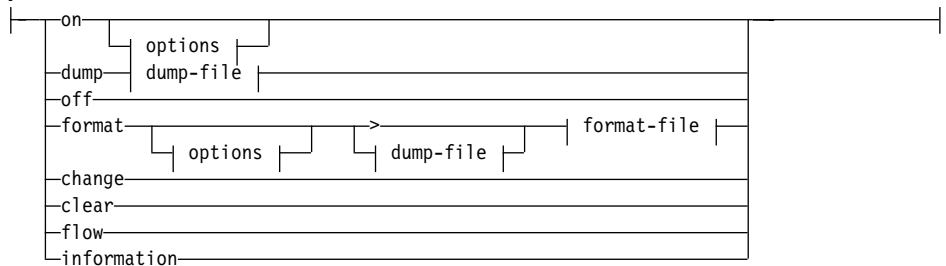 on
options
dump dump-file
off
format > format-file
options dump-file
change
clear
flow
information